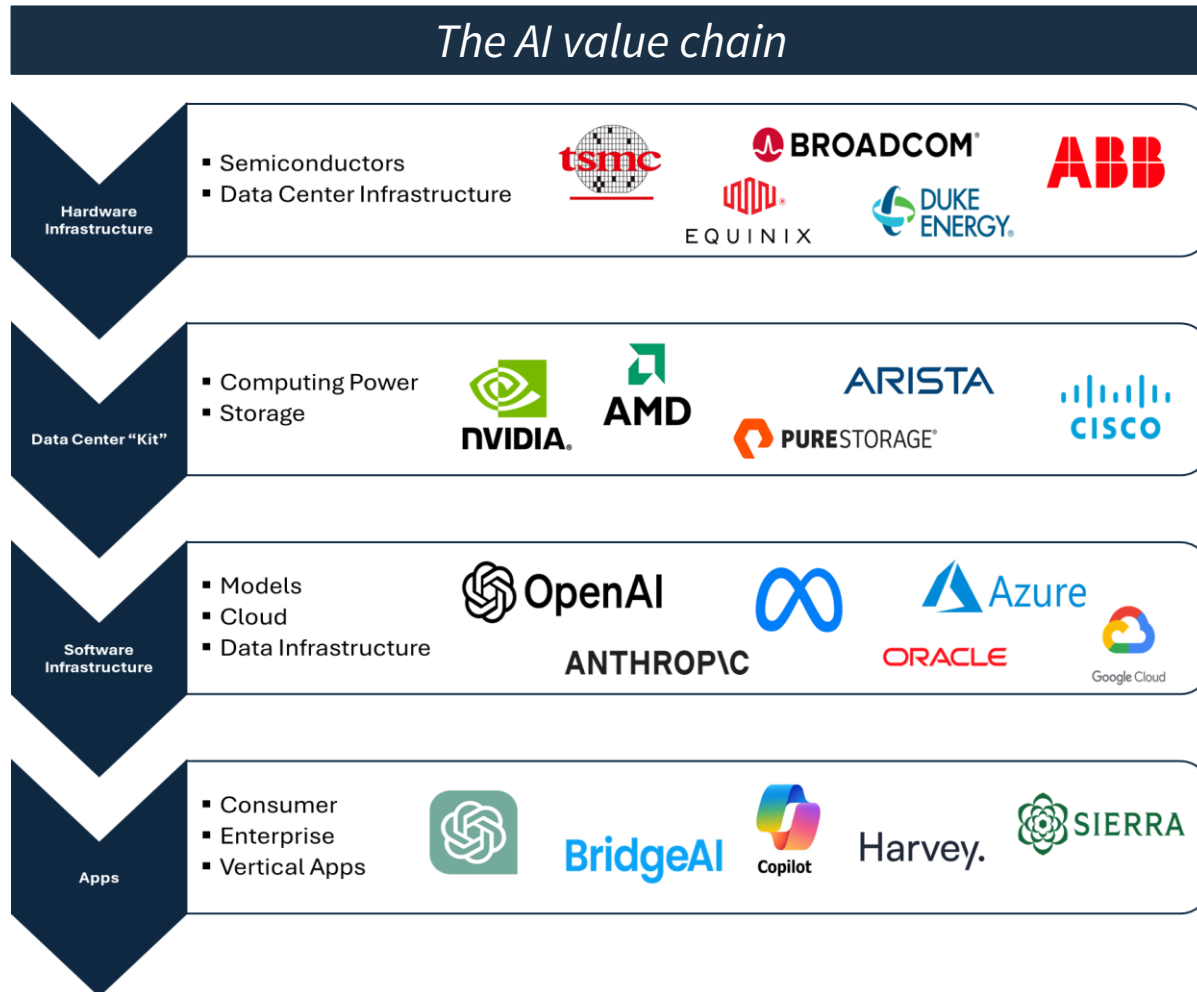 The AI value chain
Hardware
Infrastructure
▪ Semiconductors
▪ Data Center Infrastructure
tsmc
BROADCOM®
ABB
EQUINIX®
DUKE
ENERGY®
Data Center “Kit”
▪ Computing Power
▪ Storage
NVIDIA®
AMD
ARISTA
PURESTORAGE®
CISCO
Software
Infrastructure
▪ Models
▪ Cloud
▪ Data Infrastructure
OpenAI
Azure
ANTHROP\C
ORACLE
Google Cloud
Apps
▪ Consumer
▪ Enterprise
▪ Vertical Apps
BridgeAI
Copilot
Harvey.
SIERRA